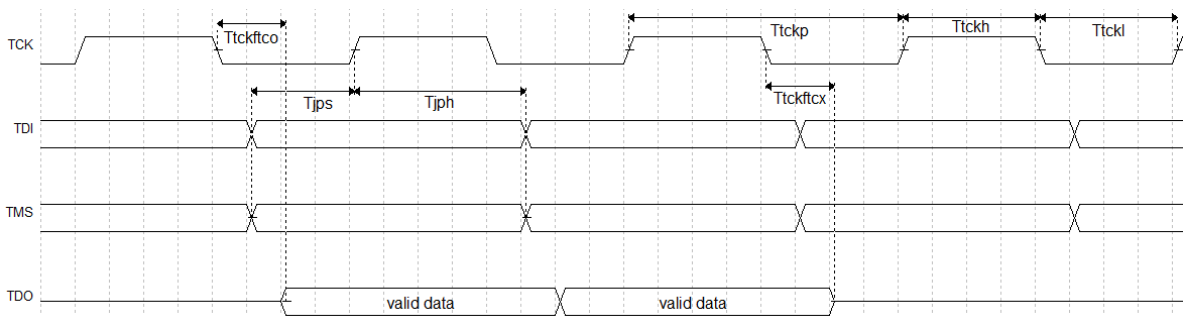 TCK
Ttckftco
Ttckp
Ttckh
Ttckl
Tjps
Tjph
Ttckftcx
TDI
TMS
TDO
valid data
valid data